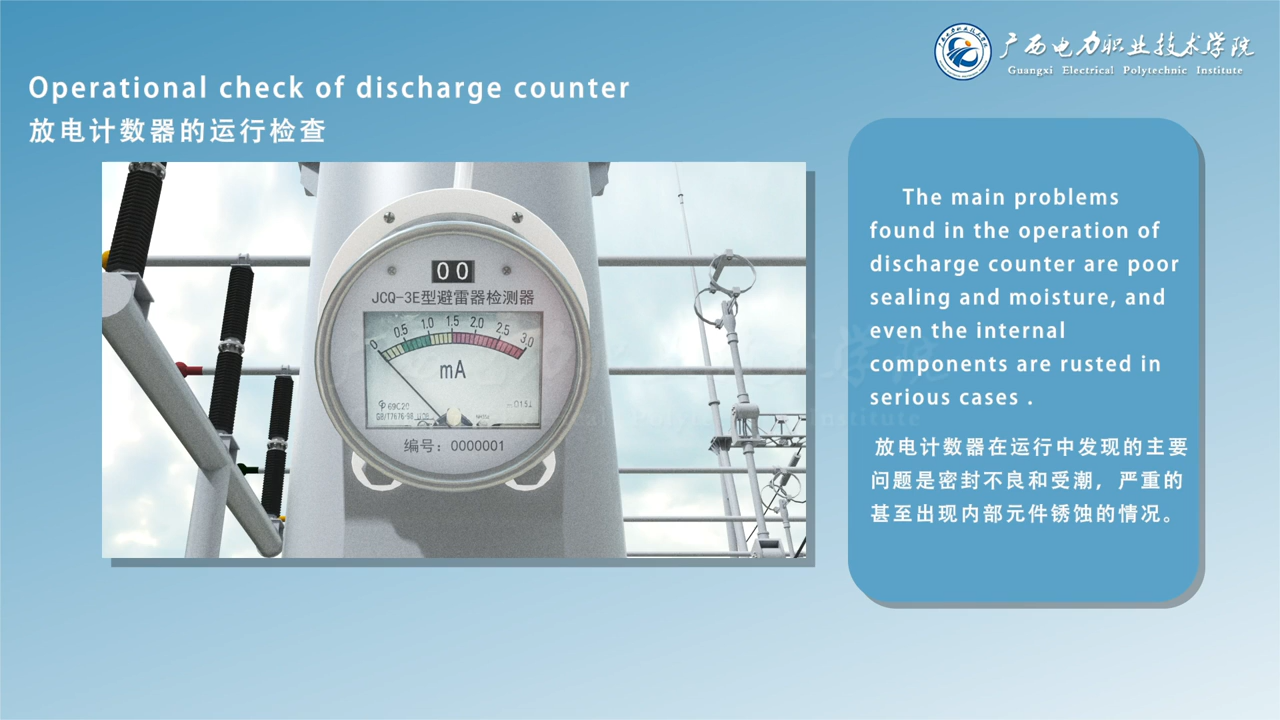 广西电力职业技术学院
Guangxi Electrical Polytechnic Institute
Operational check of discharge counter
放电计数器的运行检查
00
JCQ-3E型避雷器检测器
0 0.5 1.0 1.5 2.0 2.5 3.0
mA
编号：0000001
The main problems
found in the operation of
discharge counter are poor
sealing and moisture, and
even the internal
components are rusted in
serious cases .
放电计数器在运行中发现的主要
问题是密封不良和受潮，严重的
甚至出现内部元件锈蚀的情况。